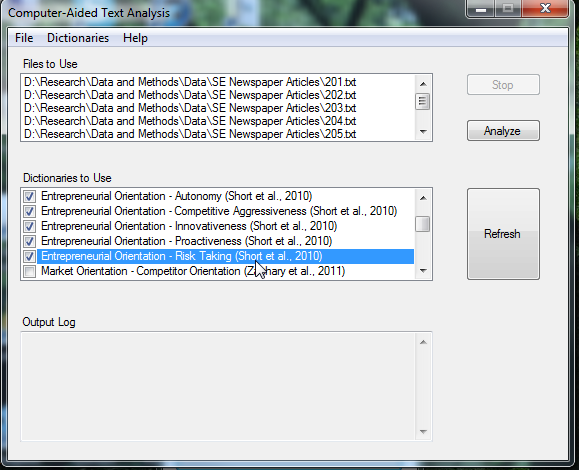 Computer-Aided Text Analysis
File Dictionaries Help
Files to Use
D:\Research\Data and Methods\Data\SE Newspaper Articles\201.txt
D:\Research\Data and Methods\Data\SE Newspaper Articles\202.txt
D:\Research\Data and Methods\Data\SE Newspaper Articles\203.txt
D:\Research\Data and Methods\Data\SE Newspaper Articles\204.txt
D:\Research\Data and Methods\Data\SE Newspaper Articles\205.txt
Stop
Analyze
Dictionaries to Use
Entrepreneurial Orientation - Autonomy (Short et al., 2010)
Entrepreneurial Orientation - Competitive Aggressiveness (Short et al., 2010)
Entrepreneurial Orientation - Innovativeness (Short et al., 2010)
Entrepreneurial Orientation - Proactiveness (Short et al., 2010)
Entrepreneurial Orientation - Risk Taking (Short et al., 2010)
Market Orientation - Competitor Orientation (Zachary et al., 2011)
Refresh
Output Log